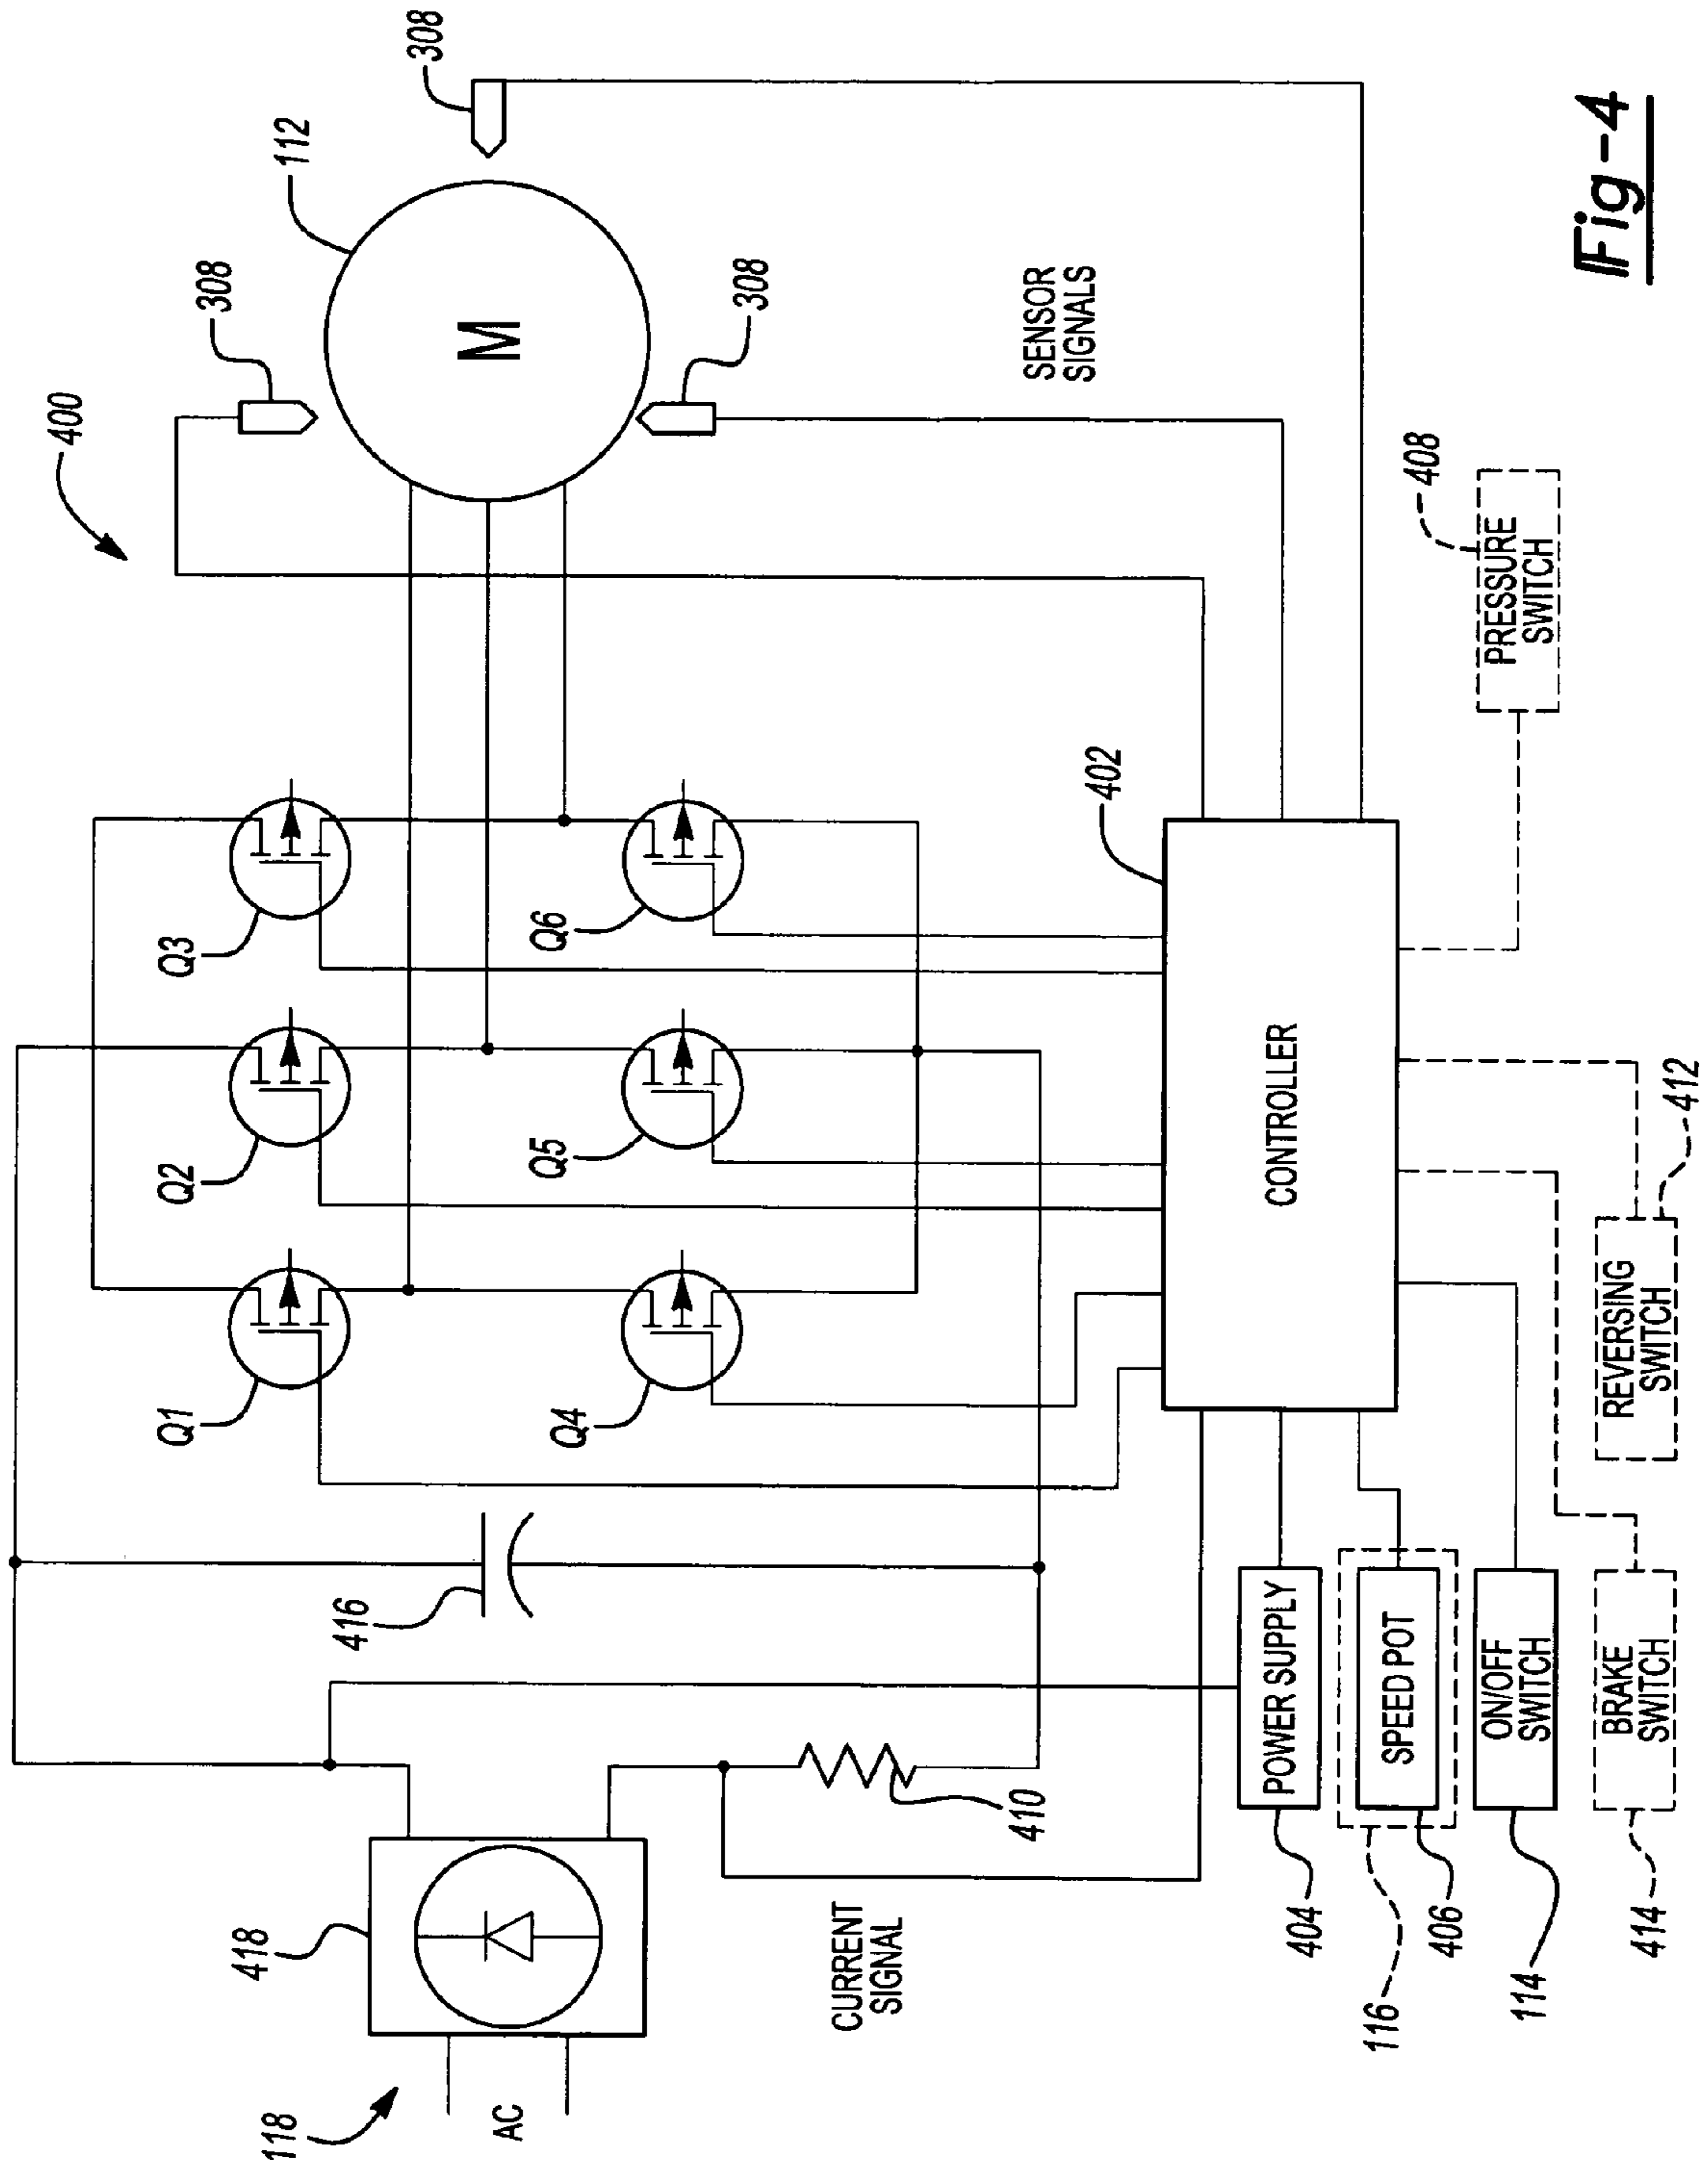 400
308
112
308
308
M
SENSOR
SIGNALS
Q1
Q2
Q3
Q4
Q5
Q6
416
418
118
AC
410
CURRENT
SIGNAL
402
CONTROLLER
404
POWER SUPPLY
116
406
SPEED POT
114
ON/OFF
SWITCH
414
BRAKE
SWITCH
REVERSING
SWITCH
412
PRESSURE
SWITCH
408
Fig-4